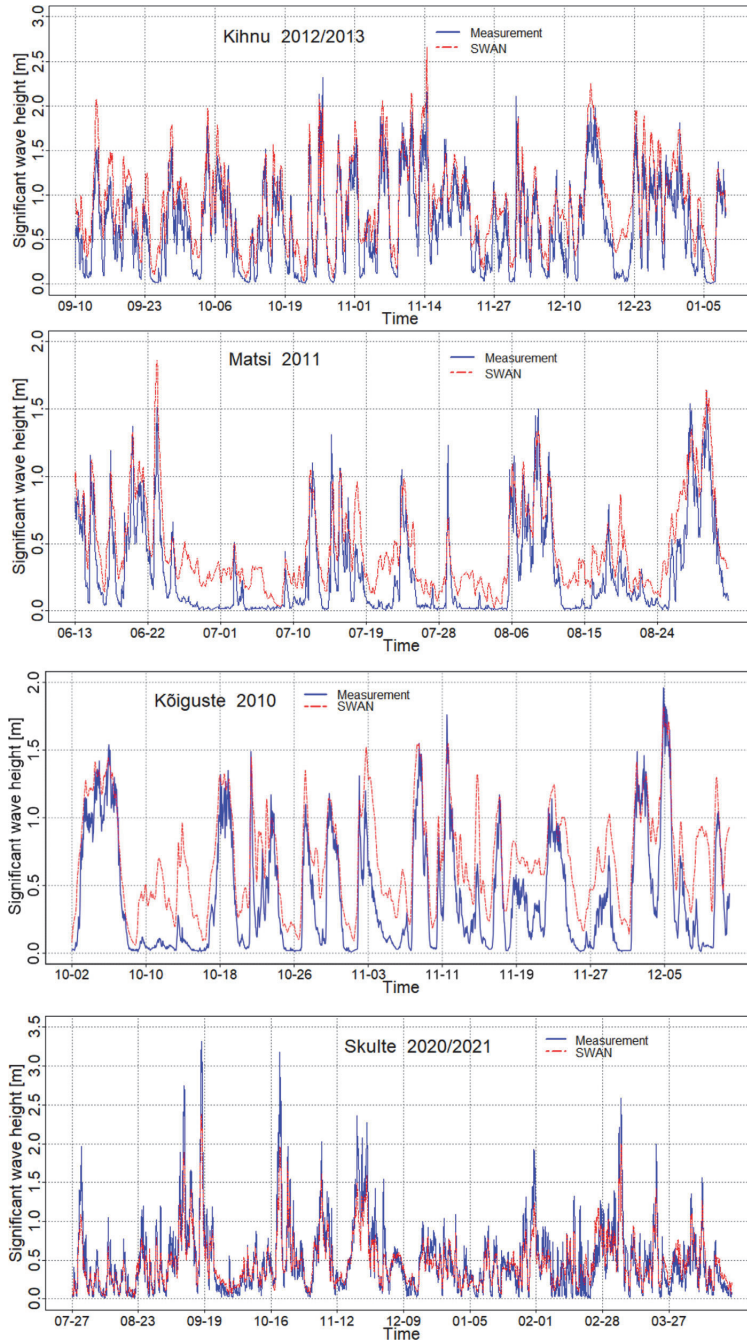 Significant wave height [m]
3.0
2.5
2.0
1.5
1.0
0.5
0.0
Kihnu 2012/2013
Measurement
SWAN
09-10 09-23 10-06 10-19 11-01 11-14 11-27 12-10 12-23 01-05
Time
Significant wave height [m]
2.0
1.5
1.0
0.5
0.0
Matsi 2011
Measurement
SWAN
06-13 06-22 07-01 07-10 07-19 07-28 08-06 08-15 08-24
Time
Significant wave height [m]
2.0
1.5
1.0
0.5
0.0
Kõiguste 2010
Measurement
SWAN
10-02 10-10 10-18 10-26 11-03 11-11 11-19 11-27 12-05
Time
Significant wave height [m]
3.5
3.0
2.5
2.0
1.5
1.0
0.5
0.0
Skulte 2020/2021
Measurement
SWAN
07-27 08-23 09-19 10-16 11-12 12-09 01-05 02-01 02-28 03-27
Time